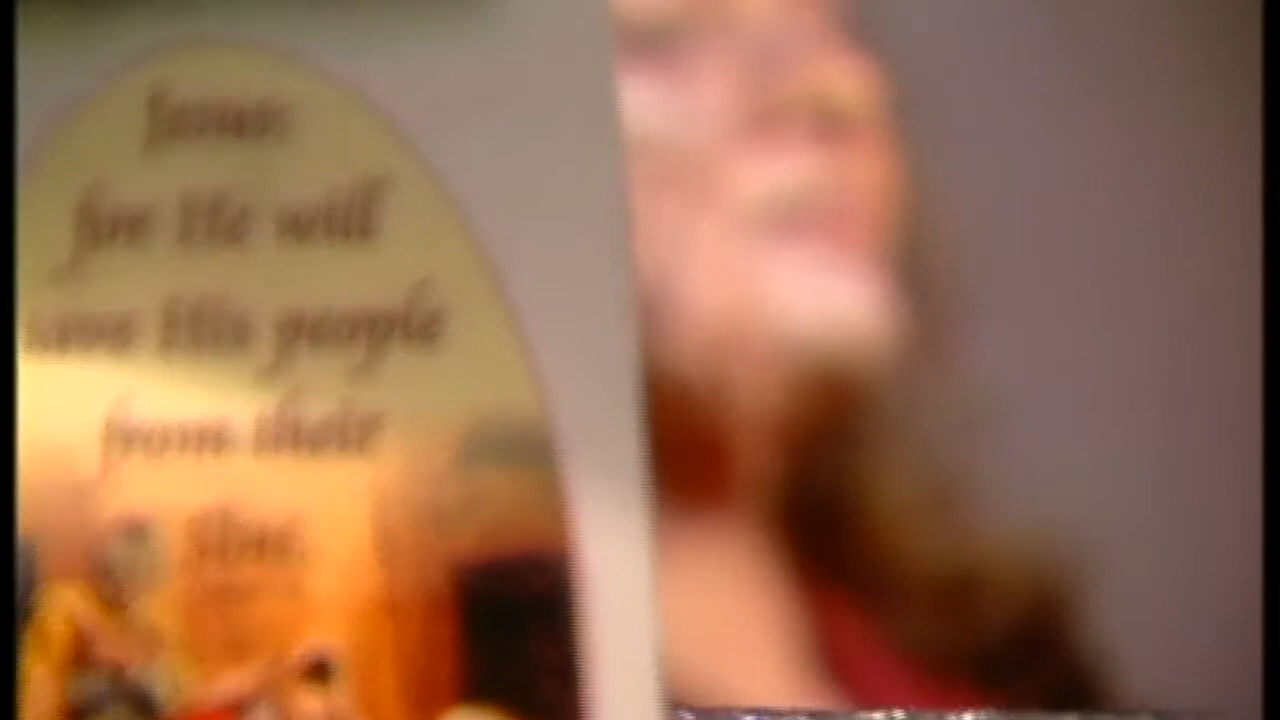 Jesus:
for He will
save His people
from their
sins.